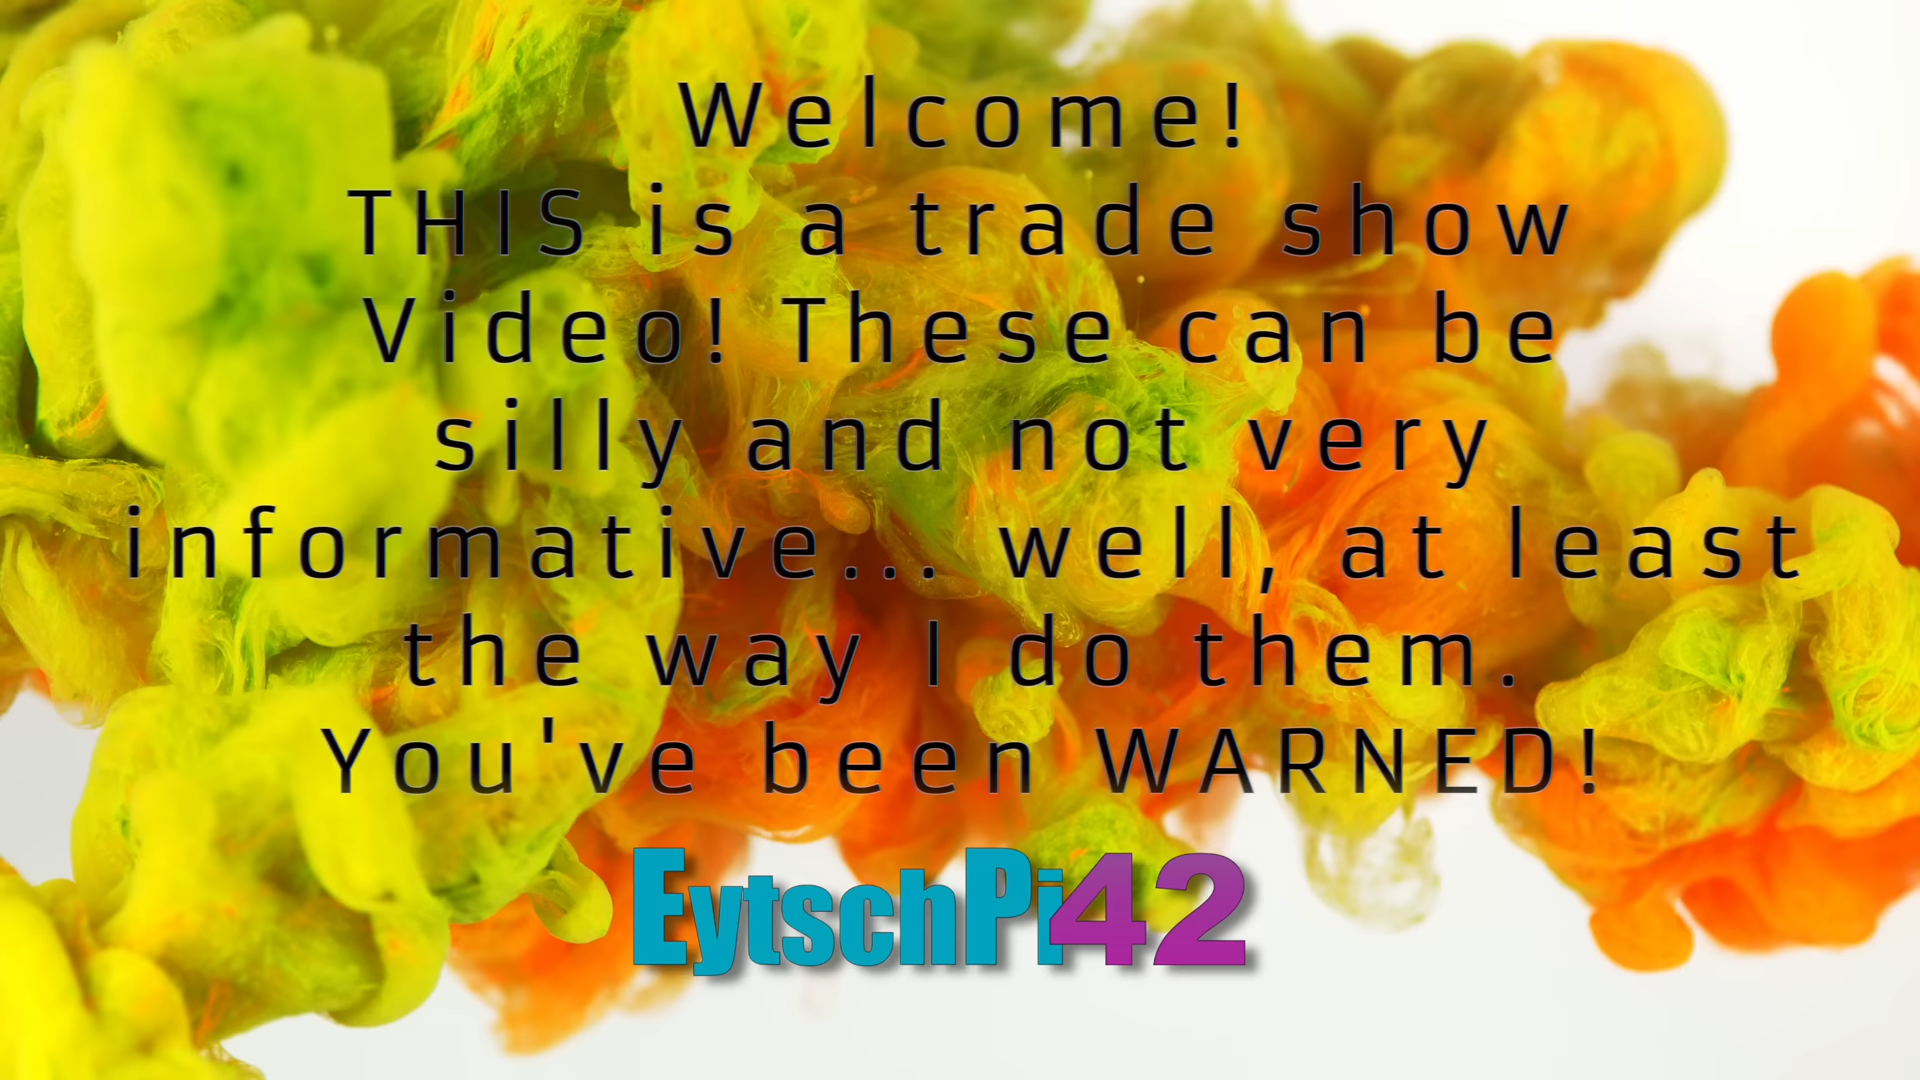 Welcome!
THIS is a trade show
Video! These can be
silly and not very
informative... well, at least
the way I do them.
You've been WARNED!
EytschPi42